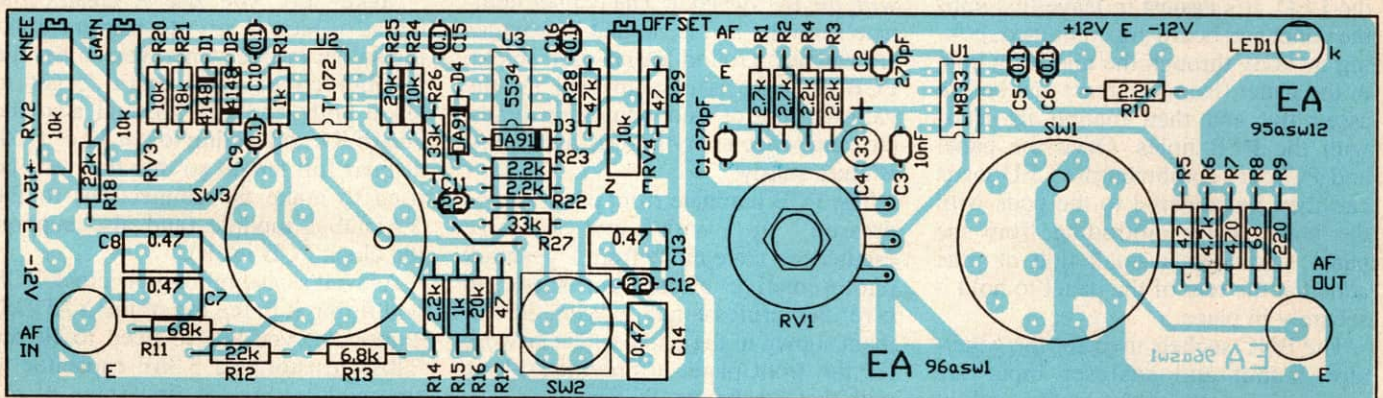 KNEE
GAIN
R20
R21
D1
D2
C10
0.1
R19
U2
R25
R24
C15
0.1
U3
C16
0.1
OFFSET
AF
E
R1
R2
R4
R3
C2
270pF
U1
+12V E -12V
LED1
k
10k
RV2
10k
RV3
10k
18k
4148
4148
1k
TL072
20k
10k
R26
33k
D4
OA91
5534
R28
47k
10k
RV4
47
R29
2.7k
2.7k
2.2k
2.2k
LM833
C5
0.1
C6
0.1
2.2k
R10
EA
95asw12
22k
R18
C9
0.1
OA91
D3
2.2k
R23
2.2k
R22
C11
22
33k
R27
Z
E
C1 270pF
+
33
C4
10nF
C3
SW1
R5
R6
R7
R8
R9
47
4.7k
470
68
220
-15V E +15V
SW3
C8
0.47
0.47
C7
0.47
C13
22
C12
0.47
C14
RV1
AF
OUT
E
AF
IN
E
68k
R11
22k
R12
6.8k
R13
2.2k
1k
20k
47
R14
R15
R16
R17
SW2
EA 96asw1
EA 96asw1